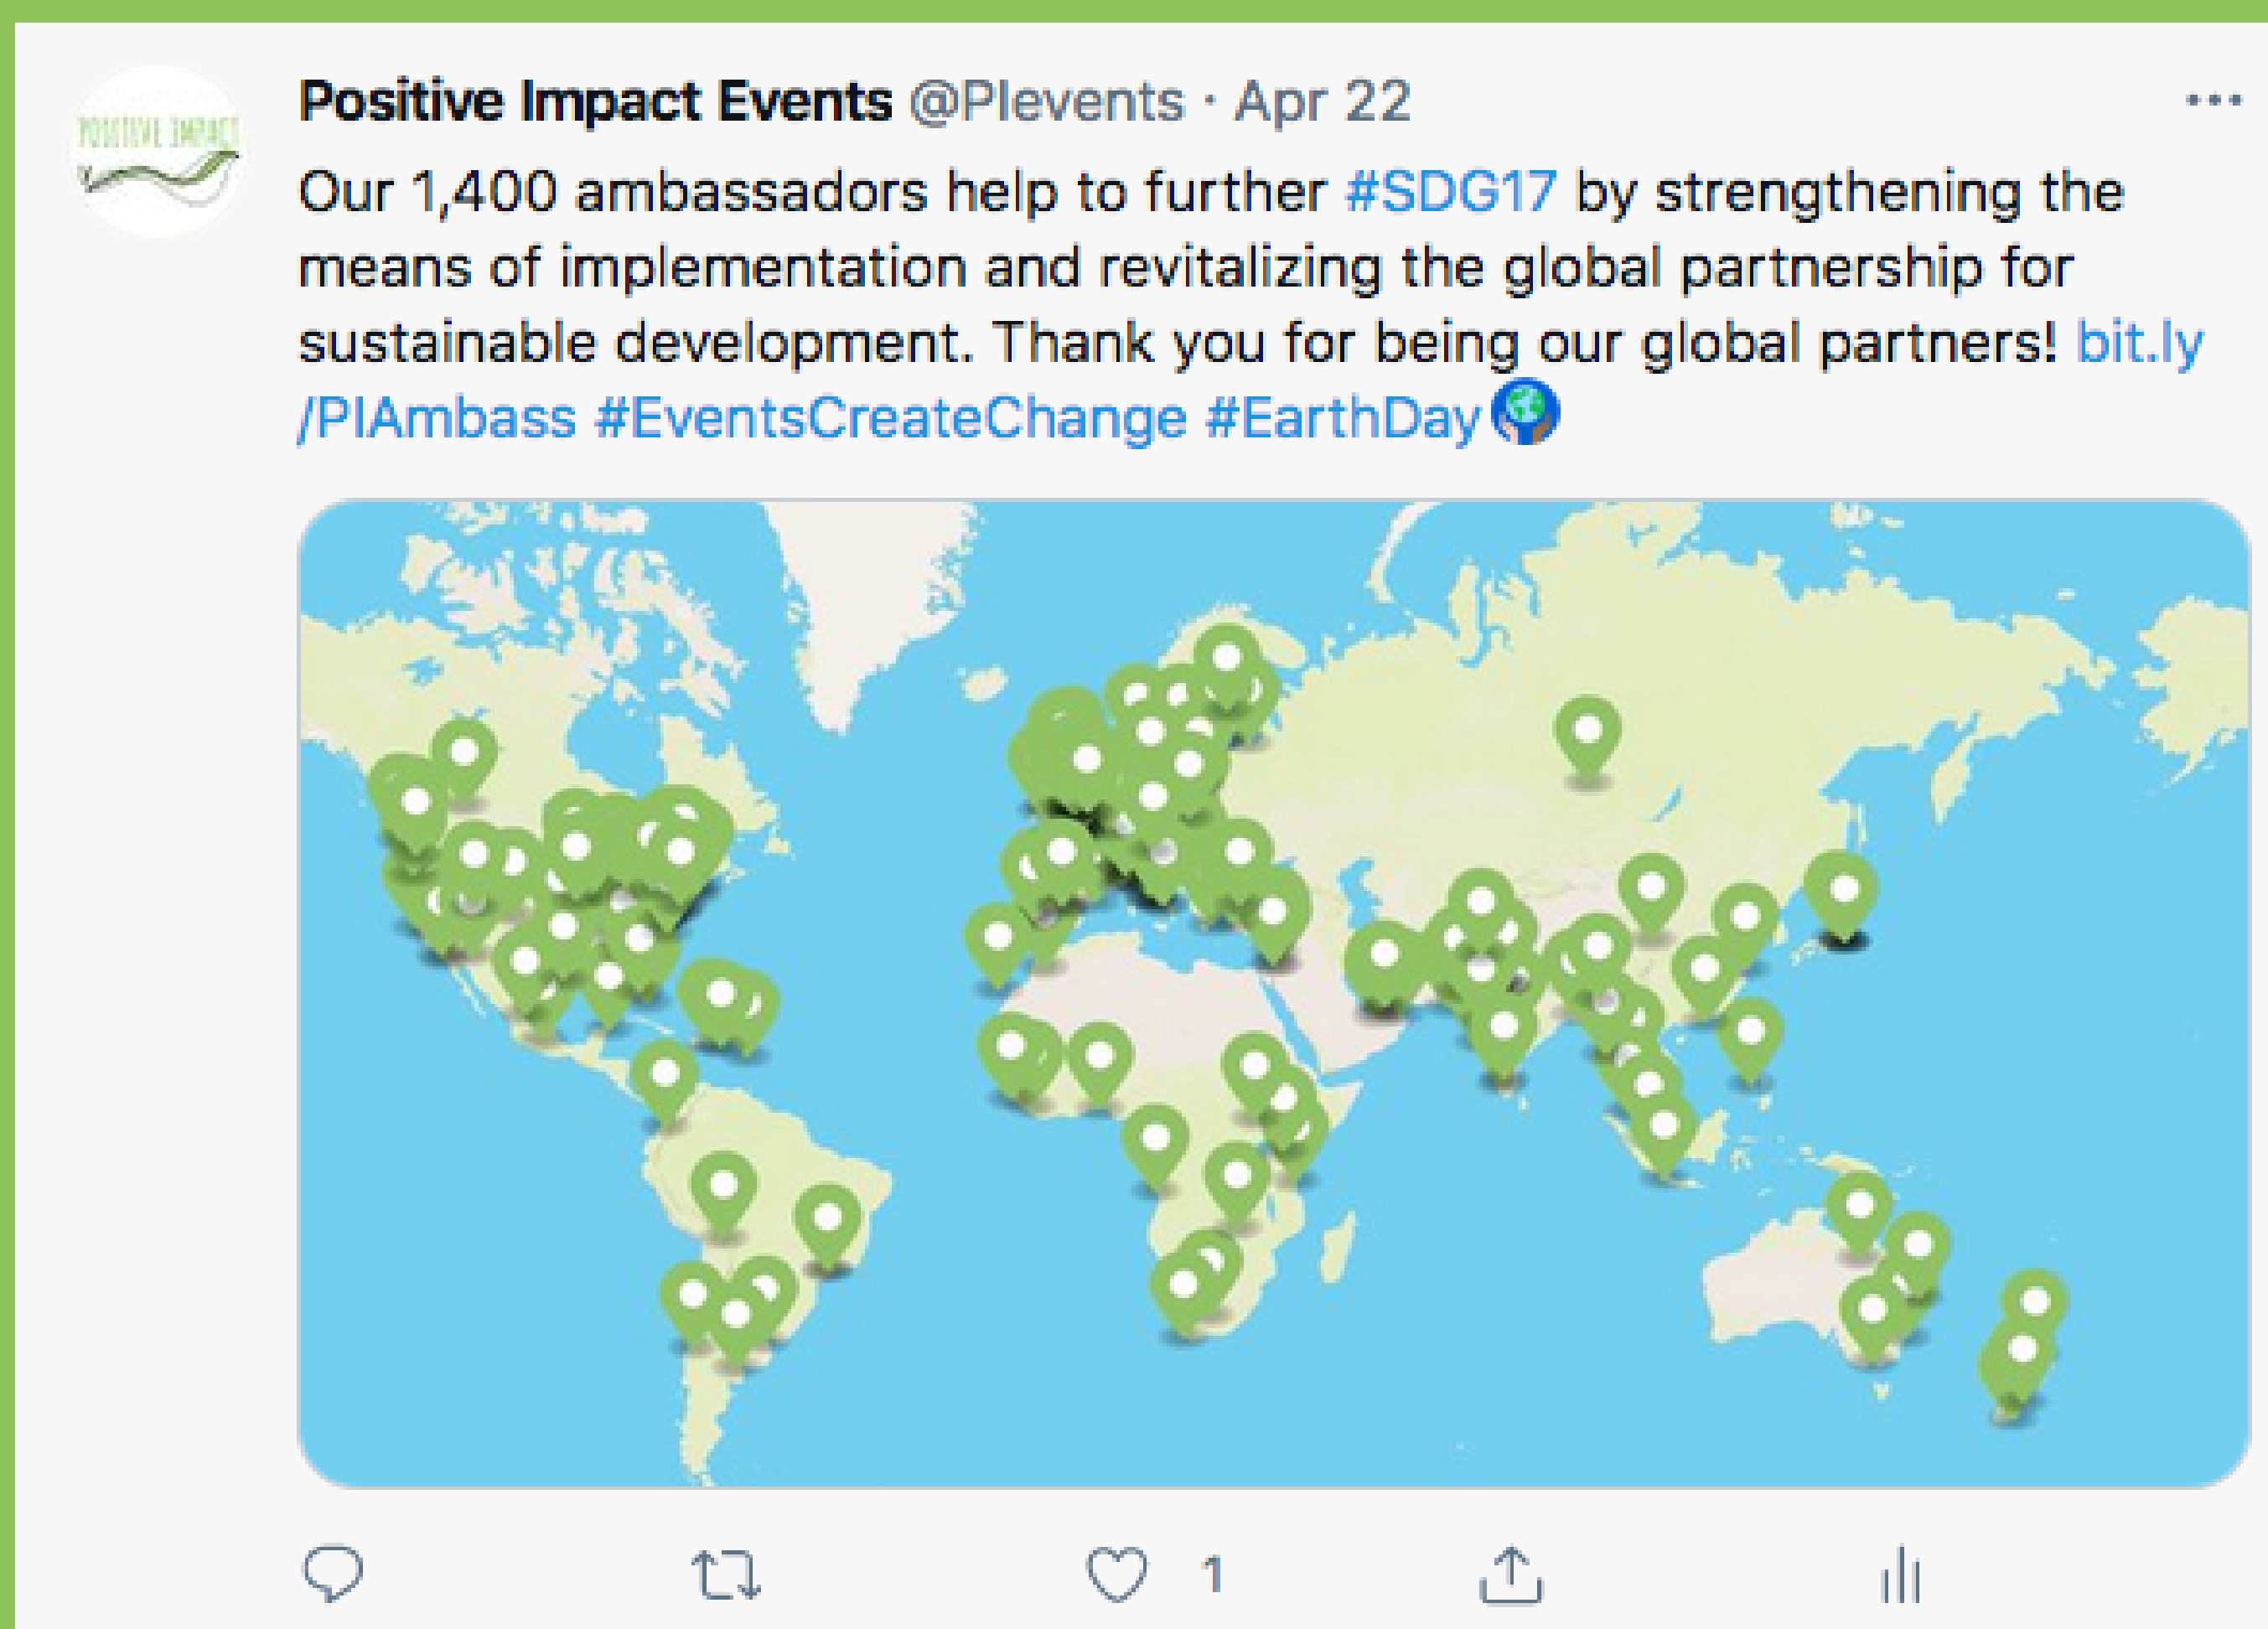 POSITIVE IMPACT
Positive Impact Events @PIevents · Apr 22
Our 1,400 ambassadors help to further #SDG17 by strengthening the
means of implementation and revitalizing the global partnership for
sustainable development. Thank you for being our global partners! bit.ly
/PIAmbass #EventsCreateChange #EarthDay
1